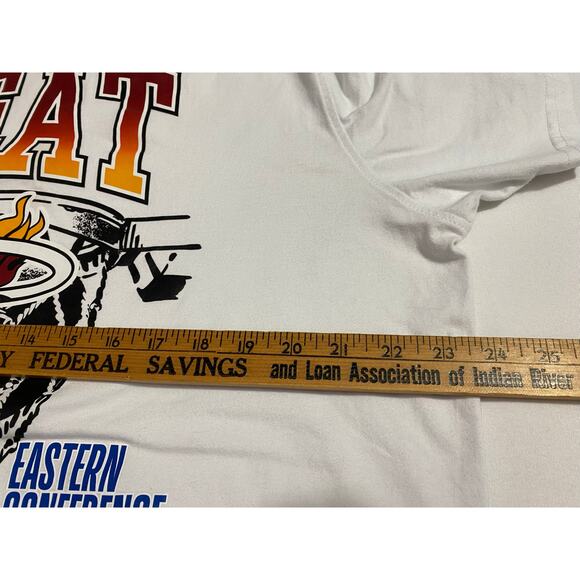 EAT
14 15 16 17 18 19 20 21 22 23 24 25
Y FEDERAL SAVINGS and Loan Association of Indian River
EASTERN
CONFERENCE